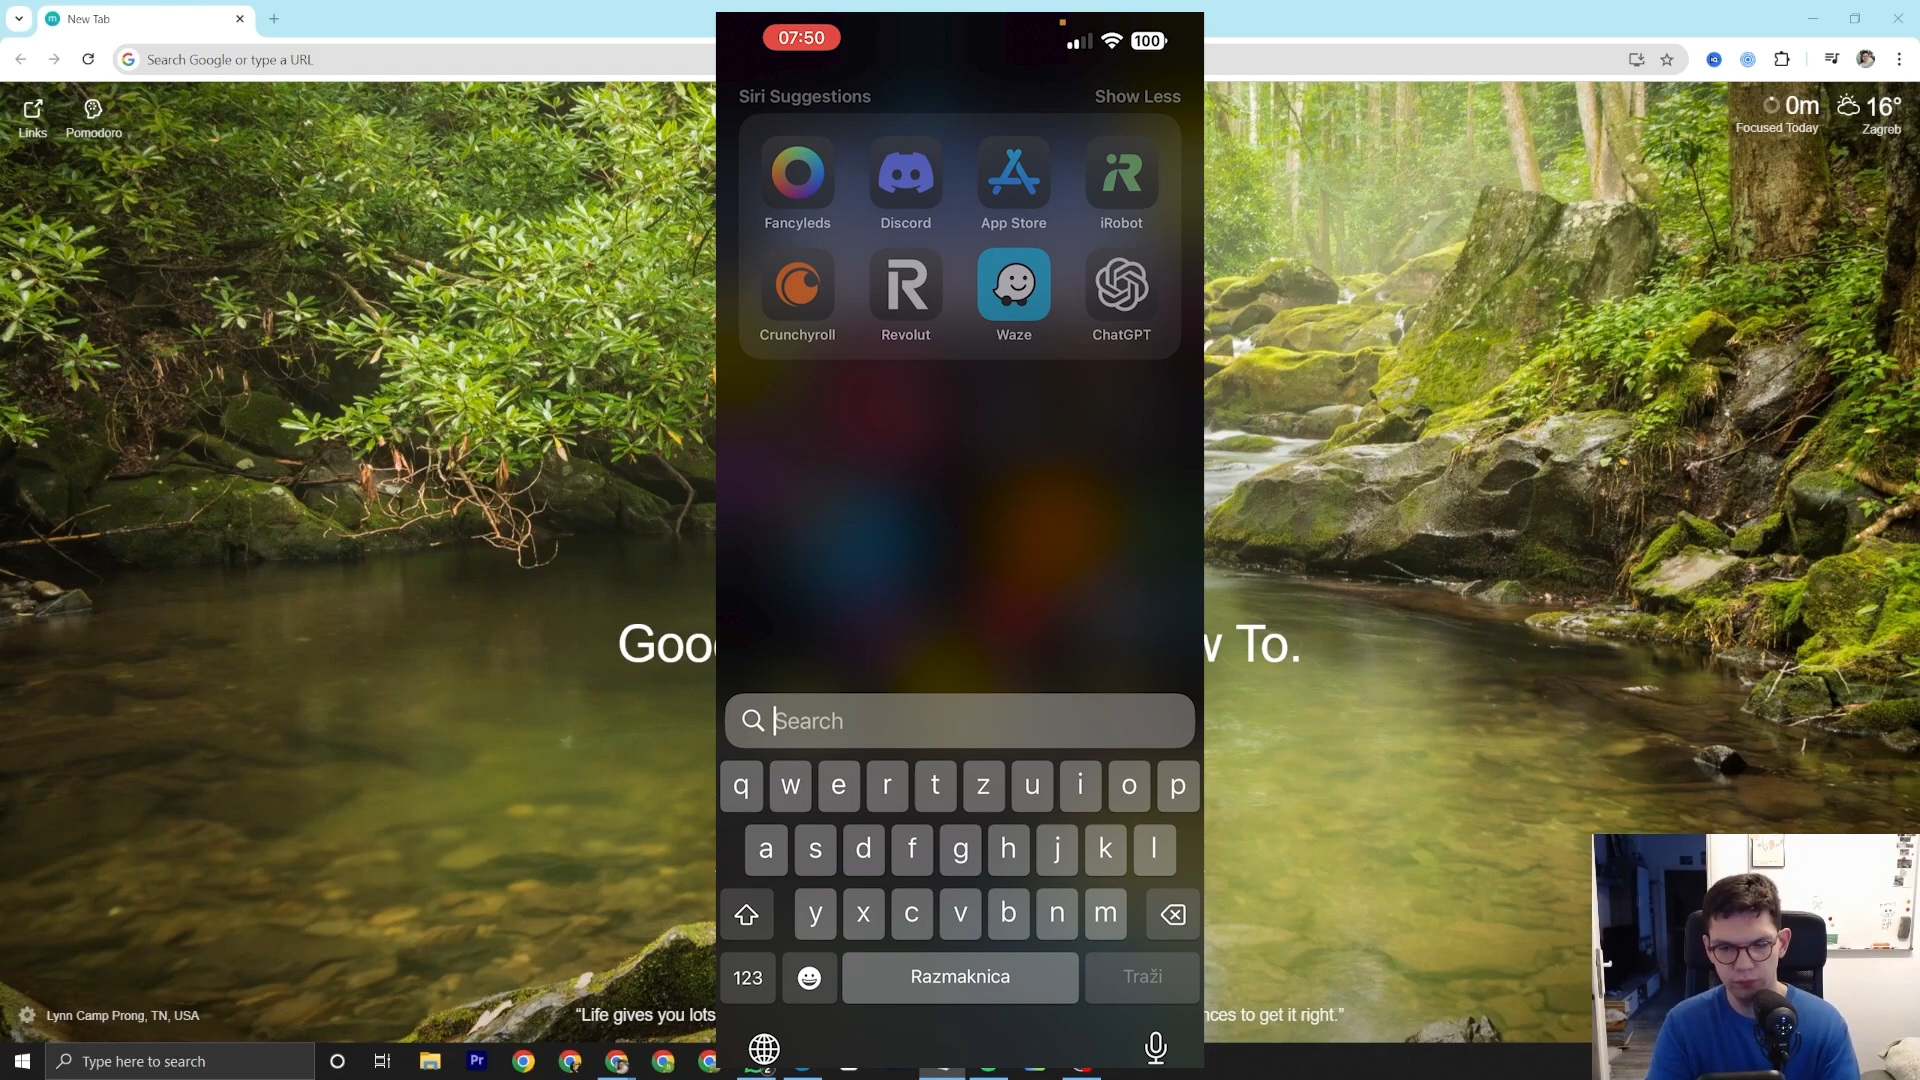 New Tab
Search Google or type a URL
Links
Pomodoro
0m
Focused Today
16°
Zagreb
07:50
100
Siri Suggestions
Show Less
Fancyleds
Discord
App Store
iRobot
Crunchyroll
Revolut
Waze
ChatGPT
Goo
w To.
Search
q w e r t z u i o p
a s d f g h j k l
y x c v b n m
123
Razmaknica
Traži
Lynn Camp Prong, TN, USA
“Life gives you lots
nces to get it right.”
Type here to search
Pr
2